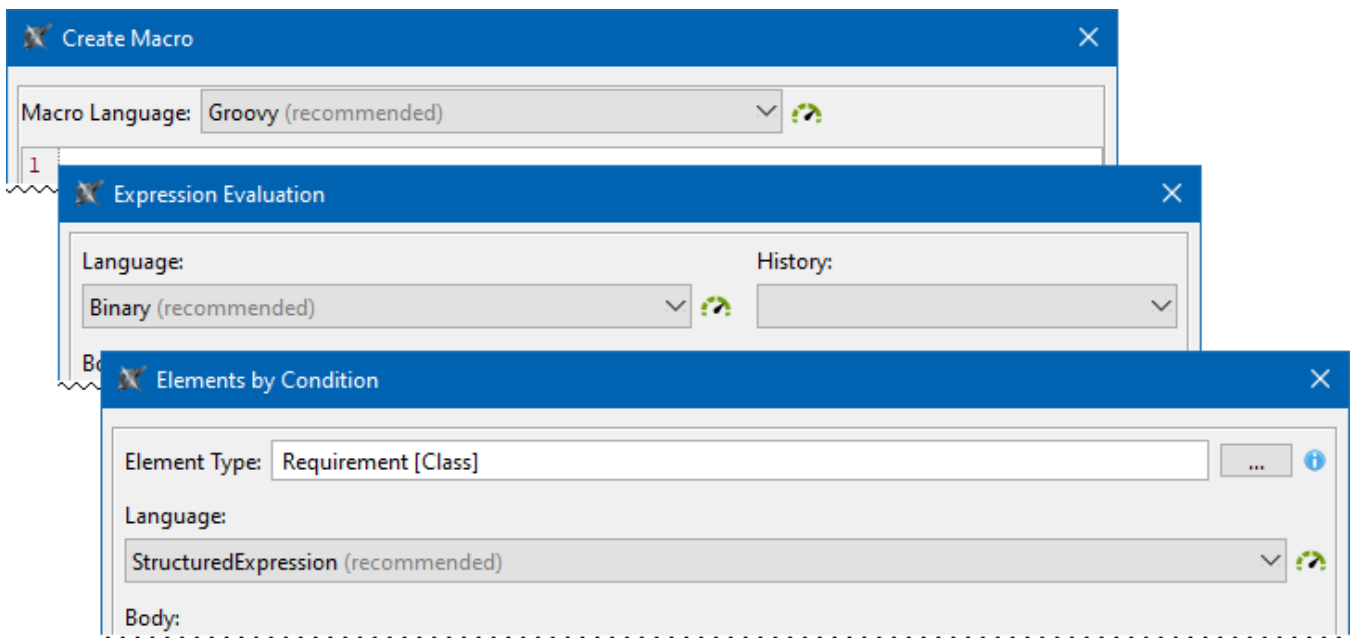 Create Macro
Macro Language: Groovy (recommended)
1
Expression Evaluation
Language: History:
Binary (recommended)
Bo
Elements by Condition
Element Type: Requirement [Class] ...
Language:
StructuredExpression (recommended)
Body: